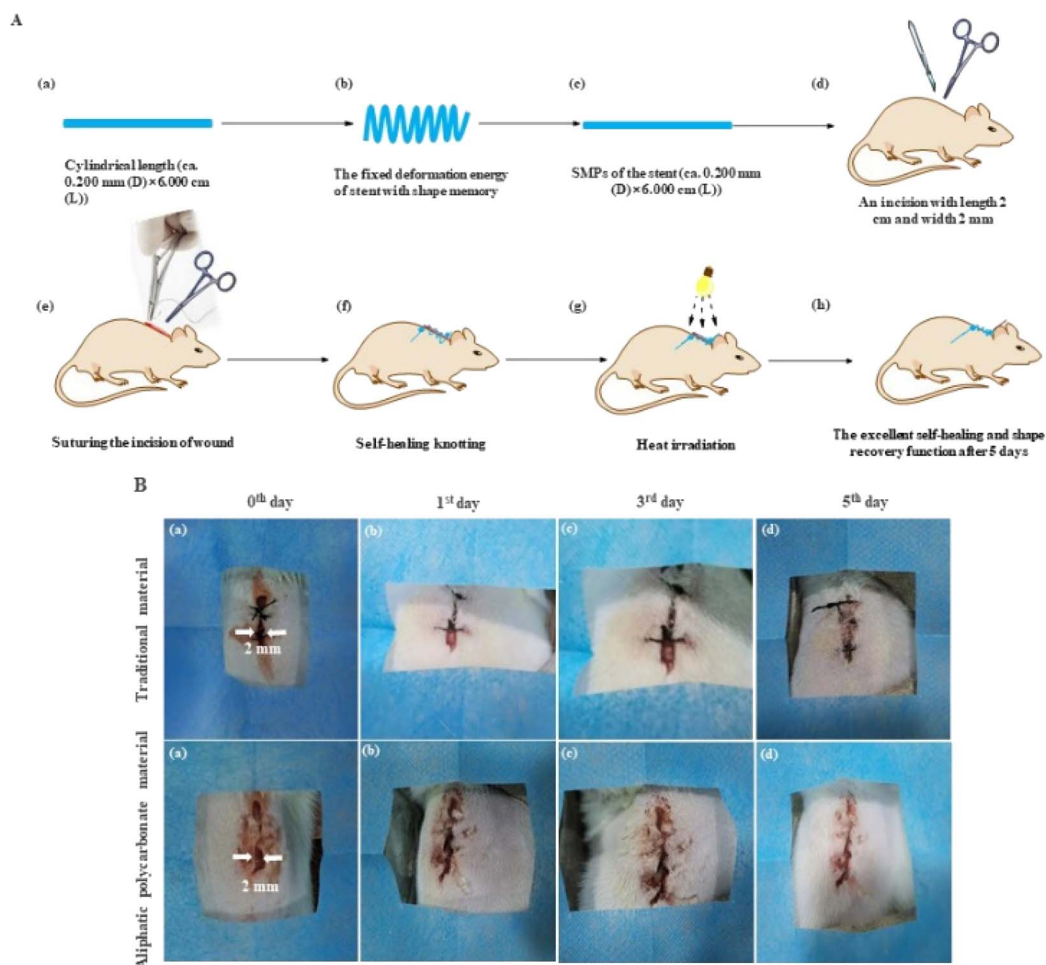 A
(a)
(b)
(c)
(d)
Cylindrical length (ca.
0.200 mm (D)×6.000 cm
(L))
The fixed deformation energy
of stent with shape memory
SMPs of the stent (ca. 0.200 mm
(D)×6.000 cm (L))
An incision with length 2
cm and width 2 mm
(e)
(f)
(g)
(h)
Suturing the incision of wound
Self-healing knotting
Heat irradiation
The excellent self-healing and shape
recovery function after 5 days
B
0th day
1st day
3rd day
5th day
Traditional material
(a)
2 mm
(b)
(c)
(d)
Aliphatic polycarbonate material
(a)
2 mm
(b)
(c)
(d)